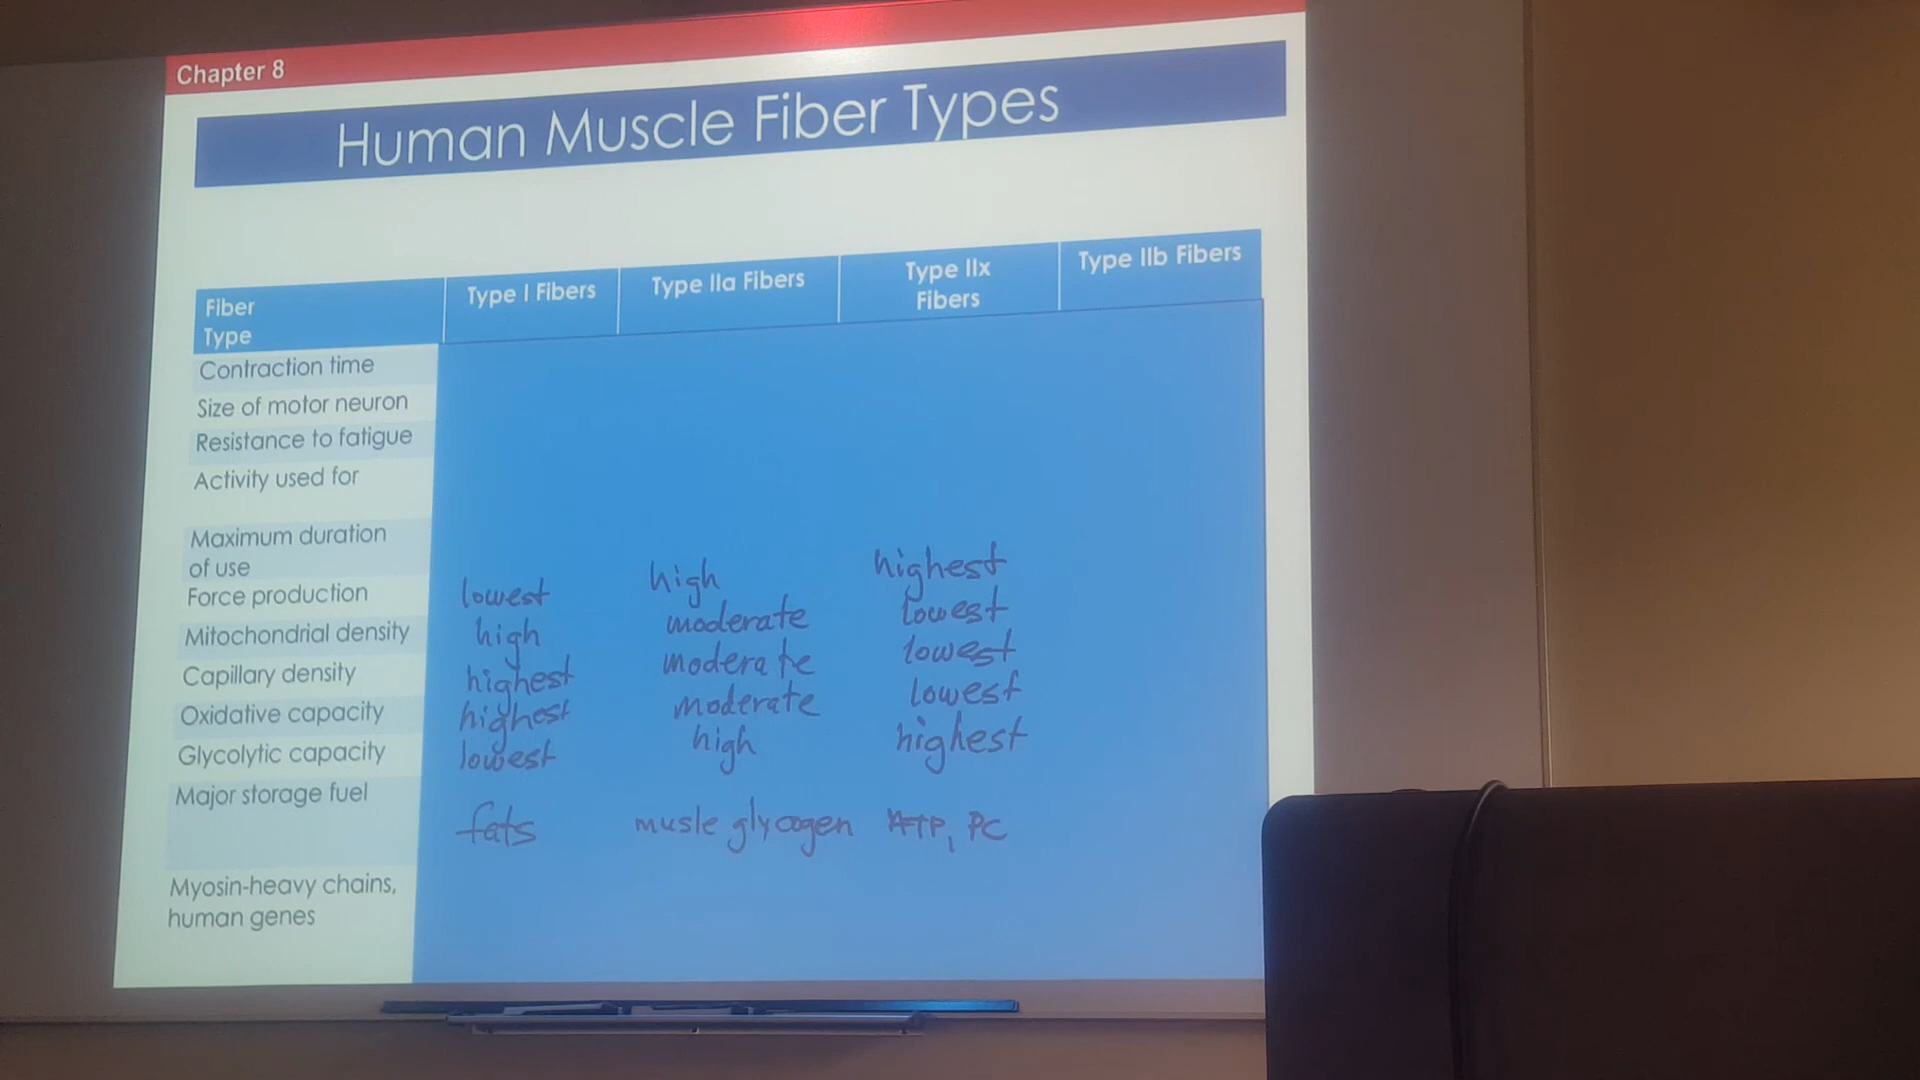 Chapter 8
Human Muscle Fiber Types
Fiber Type
Type I Fibers
Type IIa Fibers
Type IIx Fibers
Type IIb Fibers
Contraction time
Size of motor neuron
Resistance to fatigue
Activity used for
Maximum duration of use
Force production lowest high highest
Mitochondrial density high moderate lowest
Capillary density highest moderate lowest
Oxidative capacity highest moderate lowest
Glycolytic capacity lowest high highest
Major storage fuel fats musle glycogen ATP, PC
Myosin-heavy chains,
human genes